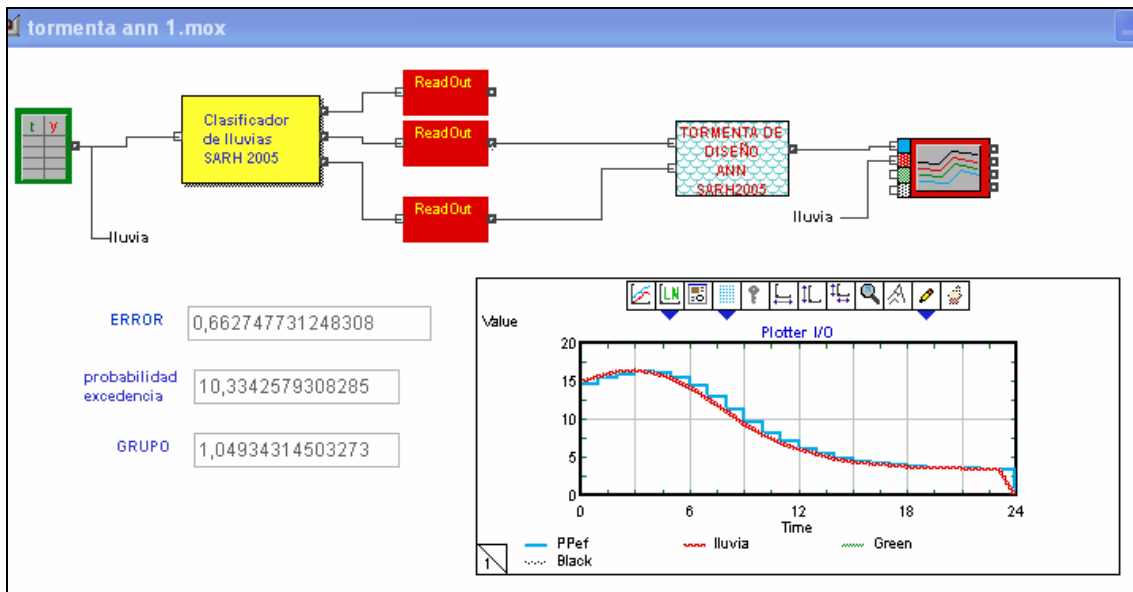 tormenta ann 1.mox
ReadOut
t y
Clasificador
de lluvias
SARH 2005
ReadOut
TORMENTA DE
DISEÑO
ANN
SARH2005
ReadOut
lluvia
lluvia
ERROR 0,662747731248308
probabilidad
excedencia 10,3342579308285
GRUPO 1,04934314503273
LN
Value
Plotter I/O
20
15
10
5
0
0 6 12 18 24
Time
PPef lluvia Green
Black
1